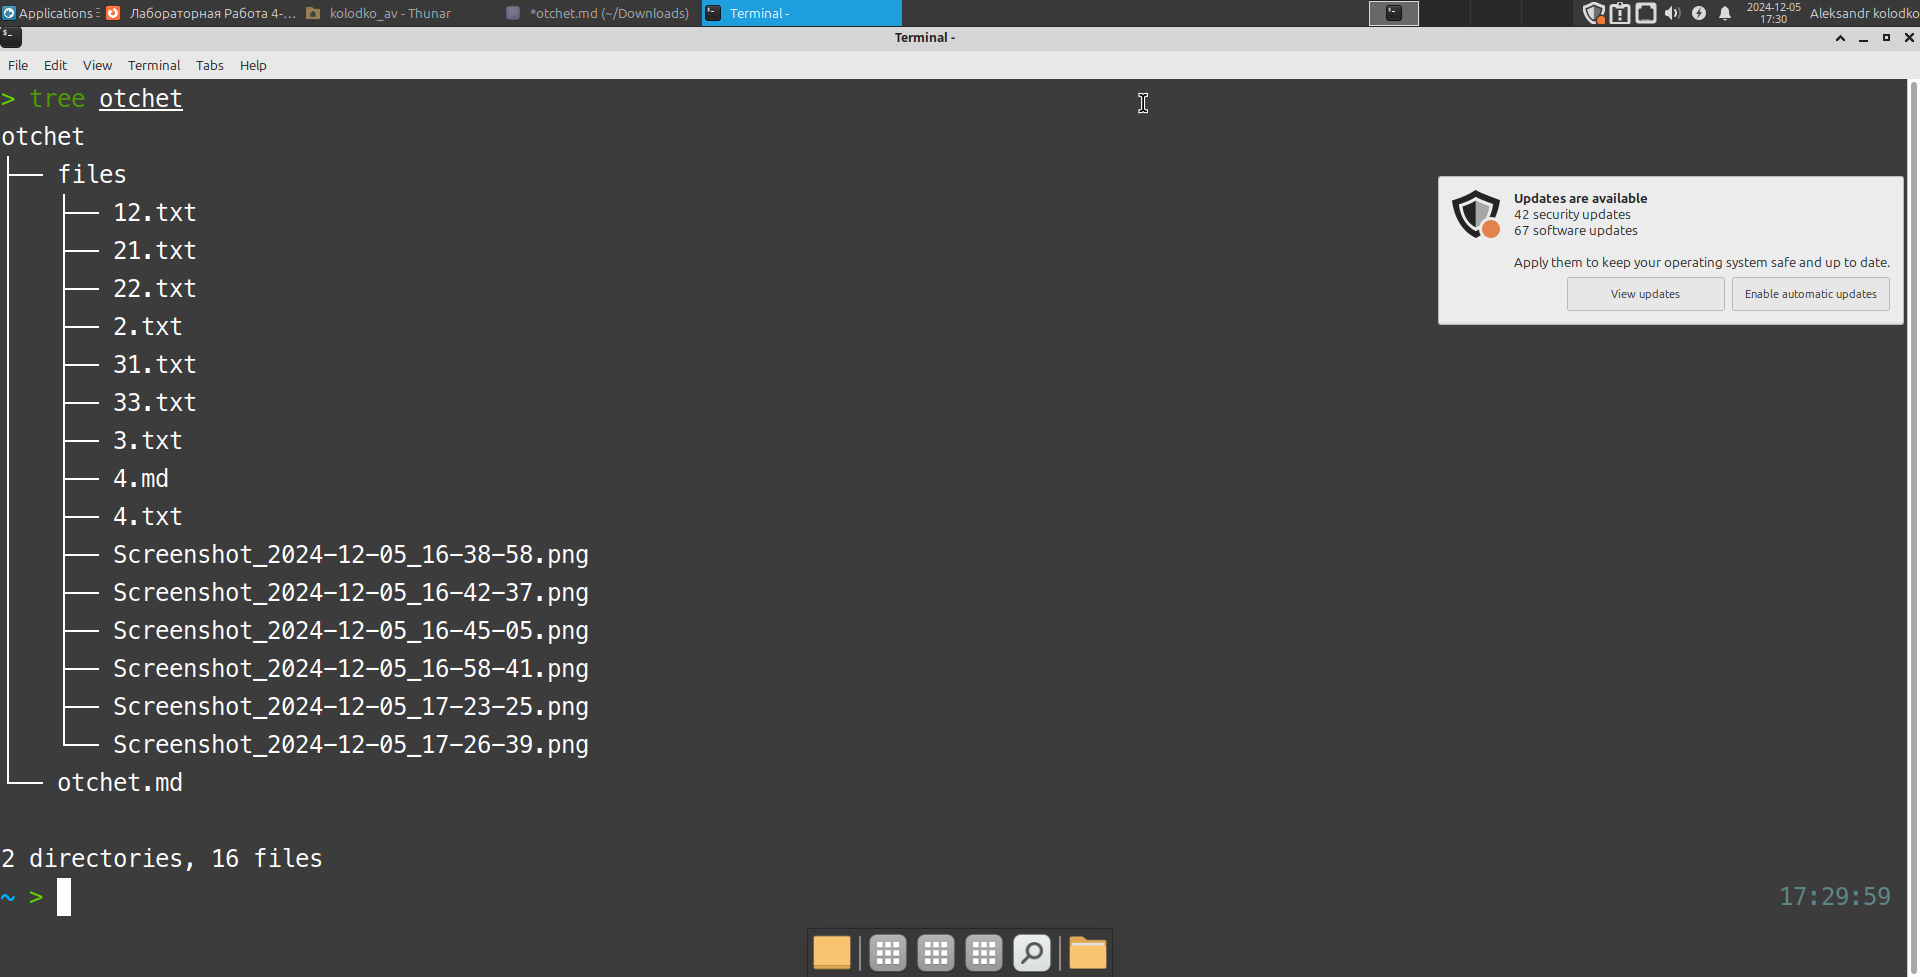 Applications
Лабораторная Работа 4-...
kolodko_av - Thunar
*otchet.md (~/Downloads)
Terminal -
2024-12-05
17:30
Aleksandr kolodko
Terminal -
File Edit View Terminal Tabs Help
> tree otchet
otchet
├── files
│   ├── 12.txt
│   ├── 21.txt
│   ├── 22.txt
│   ├── 2.txt
│   ├── 31.txt
│   ├── 33.txt
│   ├── 3.txt
│   ├── 4.md
│   ├── 4.txt
│   ├── Screenshot_2024-12-05_16-38-58.png
│   ├── Screenshot_2024-12-05_16-42-37.png
│   ├── Screenshot_2024-12-05_16-45-05.png
│   ├── Screenshot_2024-12-05_16-58-41.png
│   ├── Screenshot_2024-12-05_17-23-25.png
│   └── Screenshot_2024-12-05_17-26-39.png
└── otchet.md
2 directories, 16 files
~ >
17:29:59
Updates are available
42 security updates
67 software updates
Apply them to keep your operating system safe and up to date.
View updates
Enable automatic updates